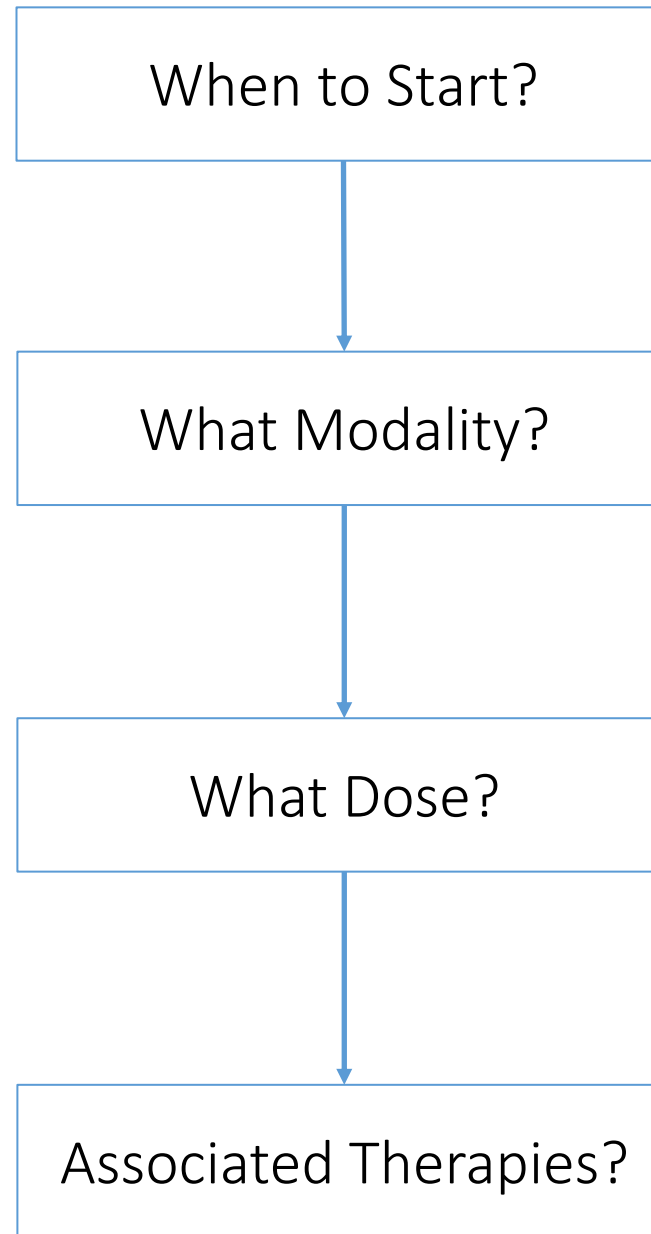 When to Start?
What Modality?
What Dose?
Associated Therapies?